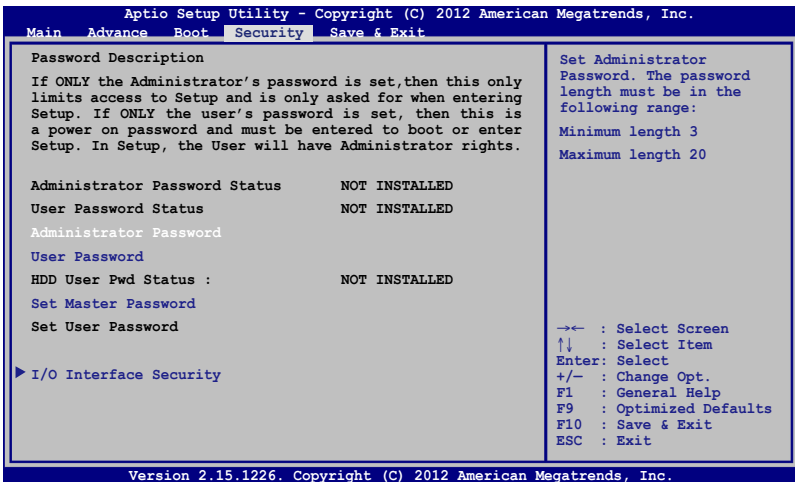 Aptio Setup Utility - Copyright (C) 2012 American Megatrends, Inc.
Main Advance Boot Security Save & Exit
Password Description
If ONLY the Administrator's password is set,then this only
limits access to Setup and is only asked for when entering
Setup. If ONLY the user's password is set, then this is
a power on password and must be entered to boot or enter
Setup. In Setup, the User will have Administrator rights.
Administrator Password Status NOT INSTALLED
User Password Status NOT INSTALLED
Administrator Password
User Password
HDD User Pwd Status : NOT INSTALLED
Set Master Password
Set User Password
I/O Interface Security
Set Administrator
Password. The password
length must be in the
following range:
Minimum length 3
Maximum length 20
→← : Select Screen
↑↓ : Select Item
Enter: Select
+/— : Change Opt.
F1 : General Help
F9 : Optimized Defaults
F10 : Save & Exit
ESC : Exit
Version 2.15.1226. Copyright (C) 2012 American Megatrends, Inc.